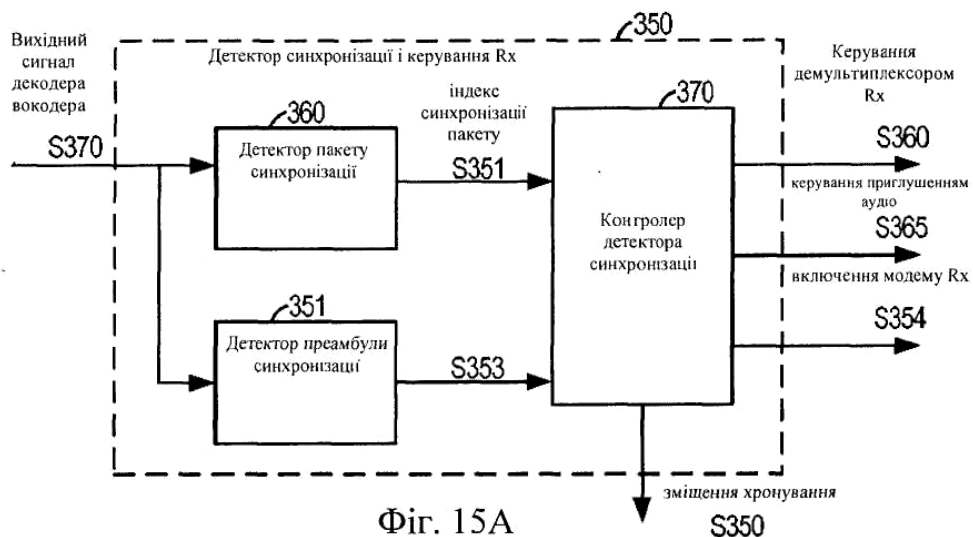 350
Вихідний
сигнал
декодера
вокодера
Детектор синхронізації і керування Rx
Керування
демультиплексором
Rx
S370
360
Детектор пакету
синхронізації
індекс
синхронізації
пакету
S351
370
Контролер
детектора
синхронізації
S360
керування приглушенням
аудіо
S365
включення модему Rx
S354
351
Детектор преамбули
синхронізації
S353
зміщення хронування
S350
Фіг. 15А